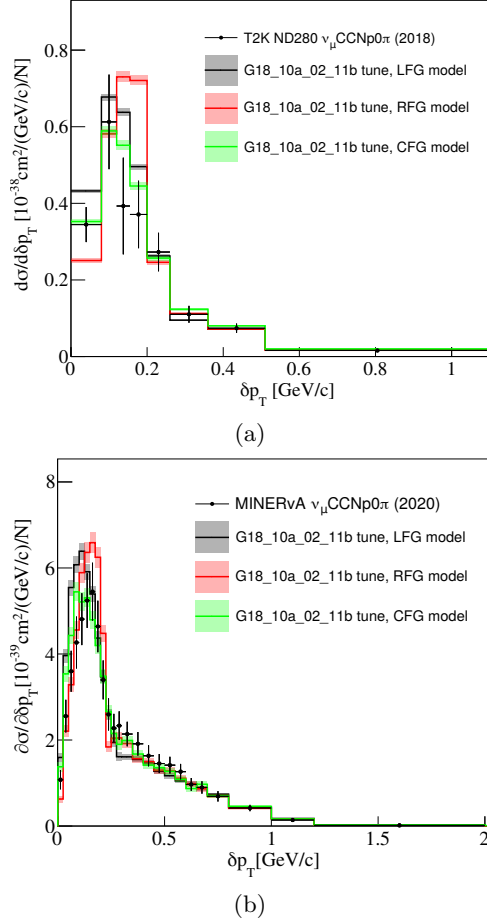 T2K ND280 ν_μCCNp0π (2018)
G18_10a_02_11b tune, LFG model
G18_10a_02_11b tune, RFG model
G18_10a_02_11b tune, CFG model
dσ/dδp_T [10^-38 cm^2/(GeV/c)/N]
0.8
0.6
0.4
0.2
0
0 0.2 0.4 0.6 0.8 1
δp_T [GeV/c]
(a)
MINERvA ν_μCCNp0π (2020)
G18_10a_02_11b tune, LFG model
G18_10a_02_11b tune, RFG model
G18_10a_02_11b tune, CFG model
∂σ/∂δp_T [10^-39 cm^2/(GeV/c)/N]
8
6
4
2
0
0 0.5 1 1.5 2
δp_T[GeV/c]
(b)